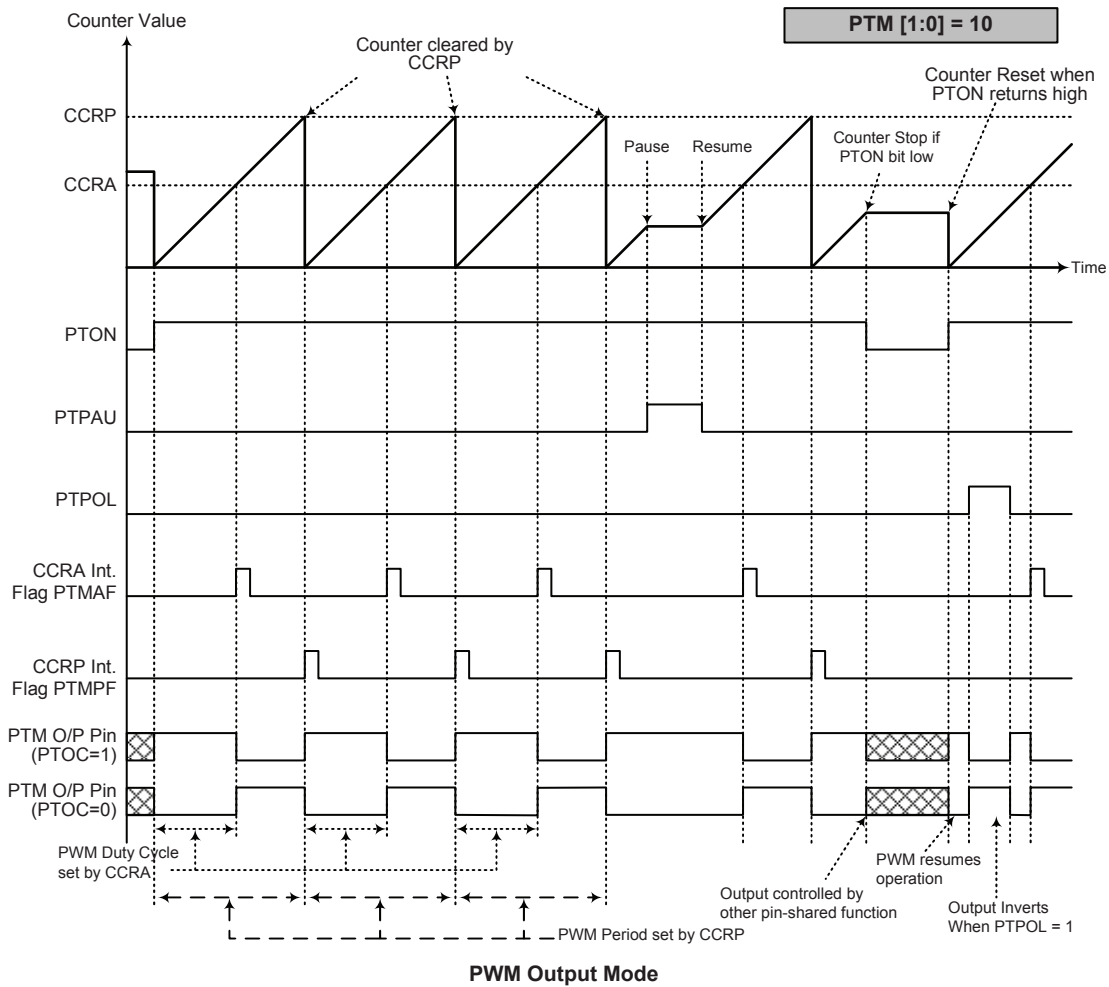 Counter Value
PTM [1:0] = 10
Counter cleared by
CCRP
Counter Reset when
PTON returns high
CCRP
Pause
Resume
Counter Stop if
PTON bit low
CCRA
Time
PTON
PTPAU
PTPOL
CCRA Int.
Flag PTMAF
CCRP Int.
Flag PTMPF
PTM O/P Pin
(PTOC=1)
PTM O/P Pin
(PTOC=0)
PWM Duty Cycle
set by CCRA
PWM resumes
operation
Output controlled by
other pin-shared function
Output Inverts
When PTPOL = 1
PWM Period set by CCRP
PWM Output Mode